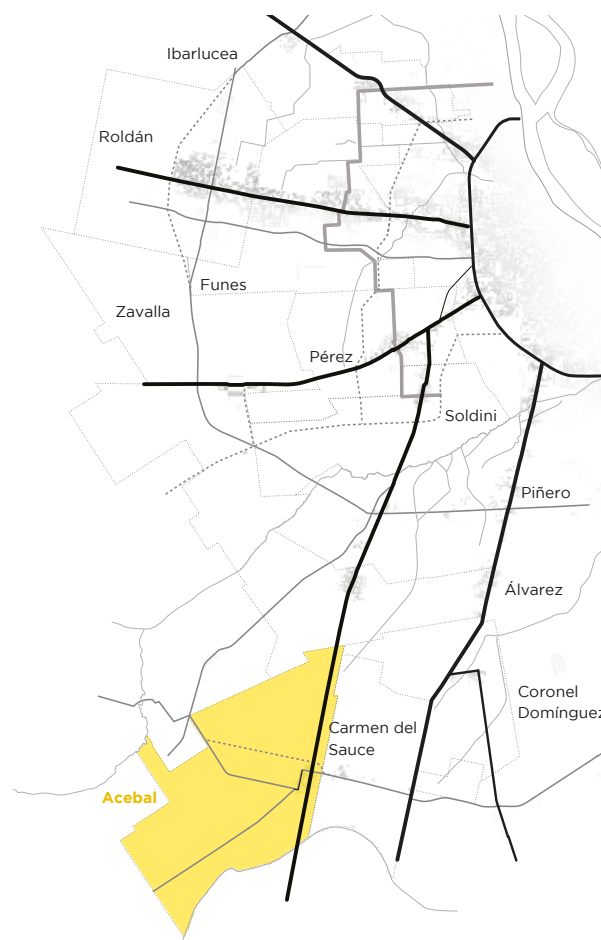 Ibarlucea
Roldán
Funes
Zavalla
Pérez
Soldini
Piñero
Álvarez
Coronel
Domínguez
Carmen del
Sauce
Acebal